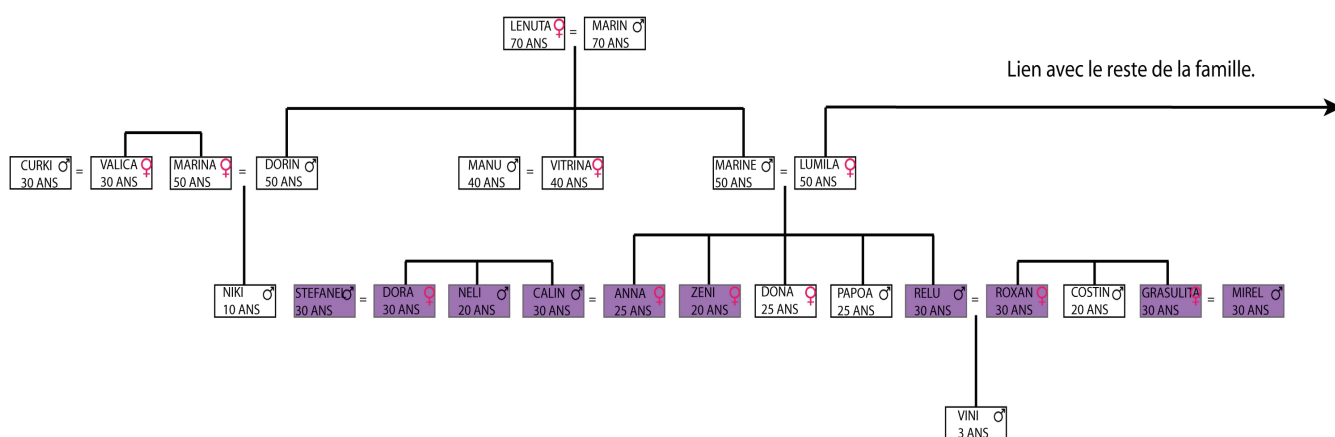 LENUTA
70 ANS
=
MARIN
70 ANS
Lien avec le reste de la famille.
CURKI
30 ANS
=
VALICA
30 ANS
MARINA
50 ANS
=
DORIN
50 ANS
MANU
40 ANS
=
VITRINA
40 ANS
MARINE
50 ANS
=
LUMILA
50 ANS
NIKI
10 ANS
STEFANEL
30 ANS
=
DORA
30 ANS
NELI
20 ANS
CALIN
30 ANS
=
ANNA
25 ANS
ZENI
20 ANS
DONA
25 ANS
PAPOA
25 ANS
RELU
30 ANS
=
ROXAN
30 ANS
COSTIN
20 ANS
GRASULITA
30 ANS
=
MIREL
30 ANS
VINI
3 ANS